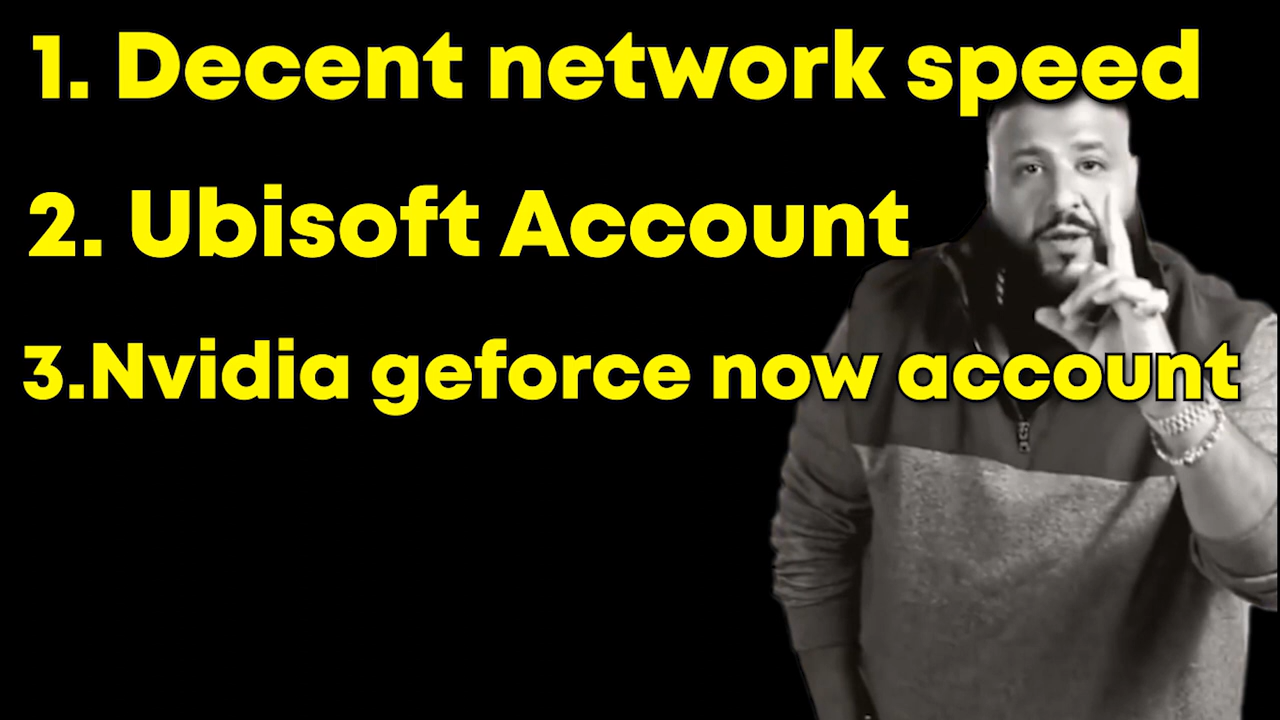 1. Decent network speed
2. Ubisoft Account
3.Nvidia geforce now account